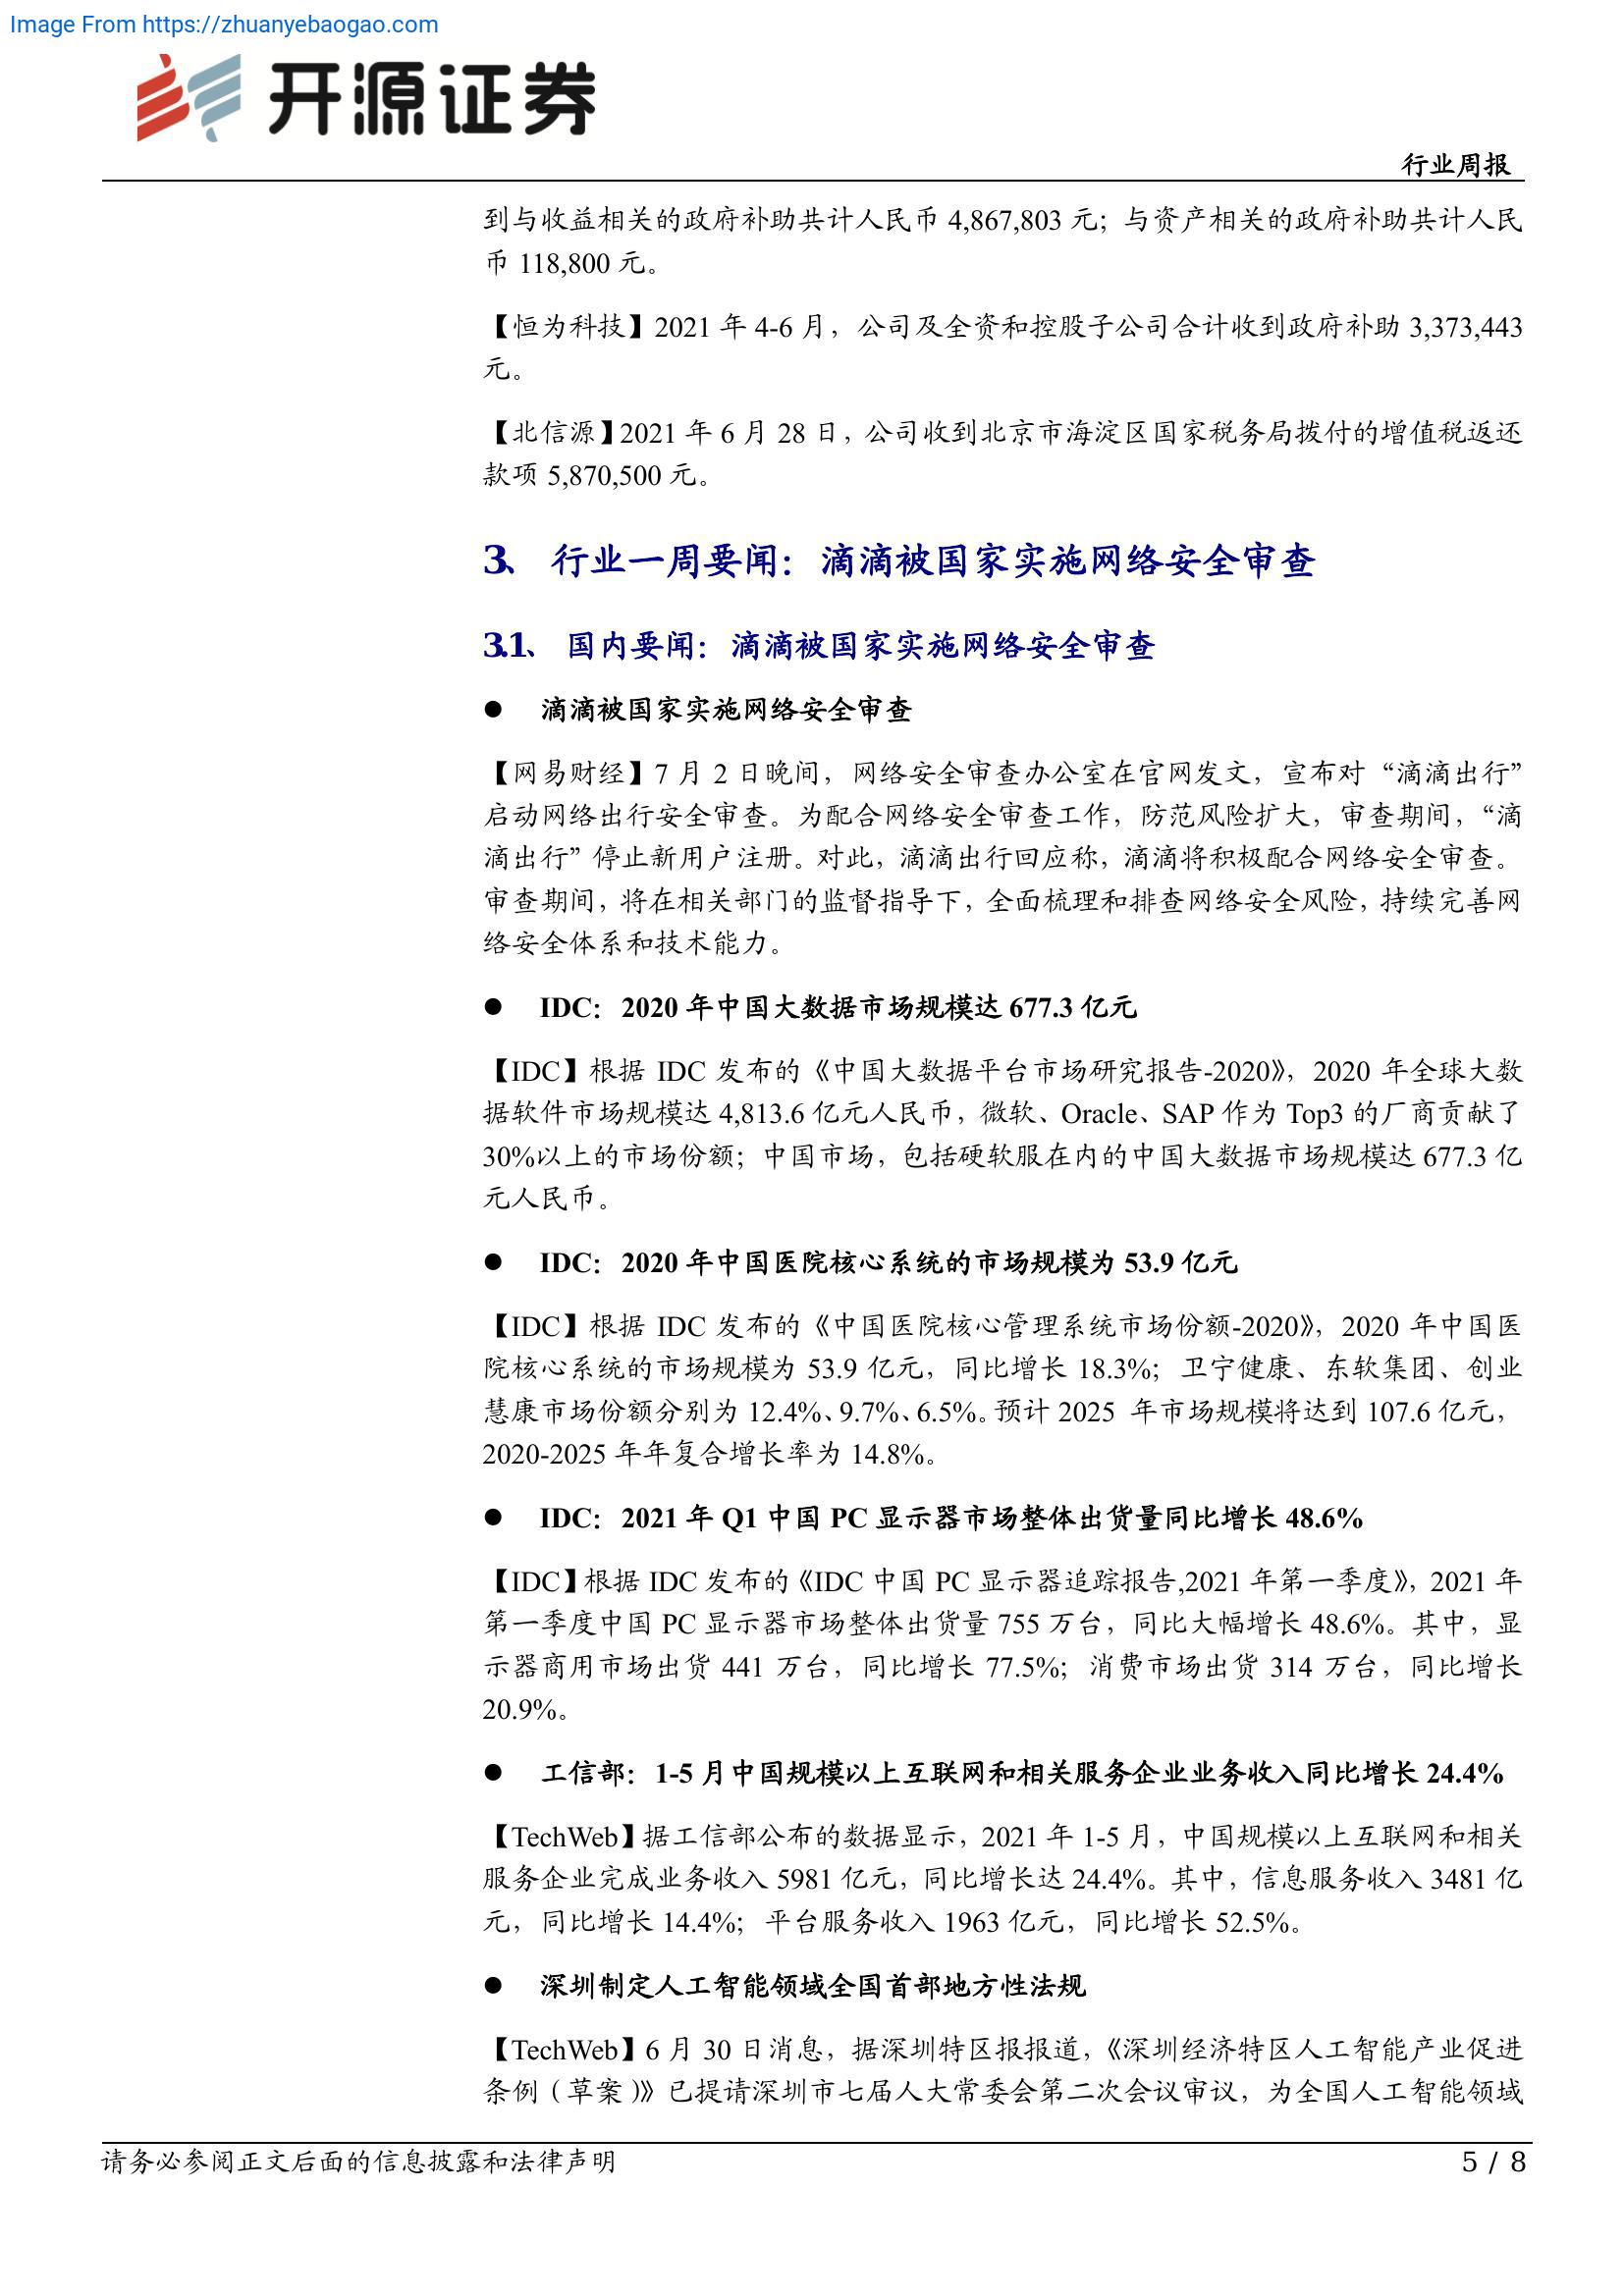 Image From https://zhuanyebaogao.com
开源证券
行业周报
到与收益相关的政府补助共计人民币 4,867,803 元；与资产相关的政府补助共计人民
币 118,800 元。
【恒为科技】2021 年 4-6 月，公司及全资和控股子公司合计收到政府补助 3,373,443
元。
【北信源】2021 年 6 月 28 日，公司收到北京市海淀区国家税务局拨付的增值税返还
款项 5,870,500 元。
3、 行业一周要闻：滴滴被国家实施网络安全审查
3.1、 国内要闻：滴滴被国家实施网络安全审查
● 滴滴被国家实施网络安全审查
【网易财经】7 月 2 日晚间，网络安全审查办公室在官网发文，宣布对“滴滴出行”
启动网络出行安全审查。为配合网络安全审查工作，防范风险扩大，审查期间，“滴
滴出行”停止新用户注册。对此，滴滴出行回应称，滴滴将积极配合网络安全审查。
审查期间，将在相关部门的监督指导下，全面梳理和排查网络安全风险，持续完善网
络安全体系和技术能力。
● IDC：2020 年中国大数据市场规模达 677.3 亿元
【IDC】根据 IDC 发布的《中国大数据平台市场研究报告-2020》，2020 年全球大数
据软件市场规模达 4,813.6 亿元人民币，微软、Oracle、SAP 作为 Top3 的厂商贡献了
30%以上的市场份额；中国市场，包括硬软服在内的中国大数据市场规模达 677.3 亿
元人民币。
● IDC：2020 年中国医院核心系统的市场规模为 53.9 亿元
【IDC】根据 IDC 发布的《中国医院核心管理系统市场份额-2020》，2020 年中国医
院核心系统的市场规模为 53.9 亿元，同比增长 18.3%；卫宁健康、东软集团、创业
慧康市场份额分别为 12.4%、9.7%、6.5%。预计 2025 年市场规模将达到 107.6 亿元，
2020-2025 年年复合增长率为 14.8%。
● IDC：2021 年 Q1 中国 PC 显示器市场整体出货量同比增长 48.6%
【IDC】根据 IDC 发布的《IDC 中国 PC 显示器追踪报告,2021 年第一季度》，2021 年
第一季度中国 PC 显示器市场整体出货量 755 万台，同比大幅增长 48.6%。其中，显
示器商用市场出货 441 万台，同比增长 77.5%；消费市场出货 314 万台，同比增长
20.9%。
● 工信部：1-5 月中国规模以上互联网和相关服务企业业务收入同比增长 24.4%
【TechWeb】据工信部公布的数据显示，2021 年 1-5 月，中国规模以上互联网和相关
服务企业完成业务收入 5981 亿元，同比增长达 24.4%。其中，信息服务收入 3481 亿
元，同比增长 14.4%；平台服务收入 1963 亿元，同比增长 52.5%。
● 深圳制定人工智能领域全国首部地方性法规
【TechWeb】6 月 30 日消息，据深圳特区报报道，《深圳经济特区人工智能产业促进
条例（草案）》已提请深圳市七届人大常委会第二次会议审议，为全国人工智能领域
请务必参阅正文后面的信息披露和法律声明
5 / 8